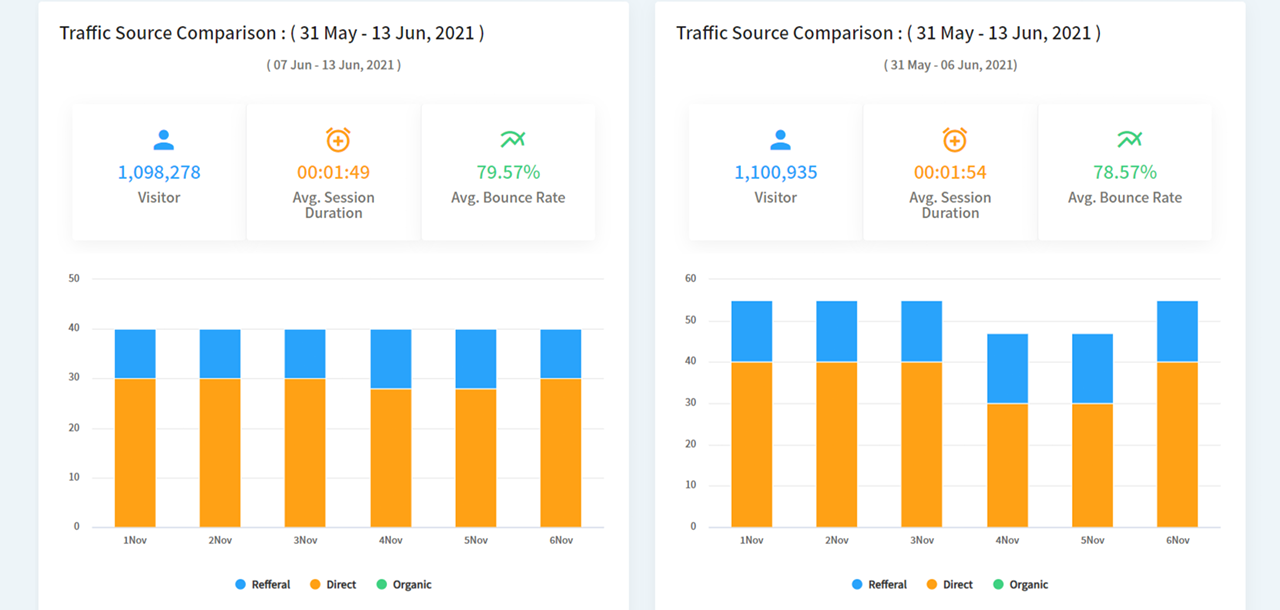 Traffic Source Comparison : ( 31 May - 13 Jun, 2021 )
( 07 Jun - 13 Jun, 2021 )
1,098,278
Visitor
00:01:49
Avg. Session
Duration
79.57%
Avg. Bounce Rate
50
40
30
20
10
0
1Nov
2Nov
3Nov
4Nov
5Nov
6Nov
Refferal
Direct
Organic
Traffic Source Comparison : ( 31 May - 13 Jun, 2021 )
( 31 May - 06 Jun, 2021)
1,100,935
Visitor
00:01:54
Avg. Session
Duration
78.57%
Avg. Bounce Rate
60
50
40
30
20
10
0
1Nov
2Nov
3Nov
4Nov
5Nov
6Nov
Refferal
Direct
Organic